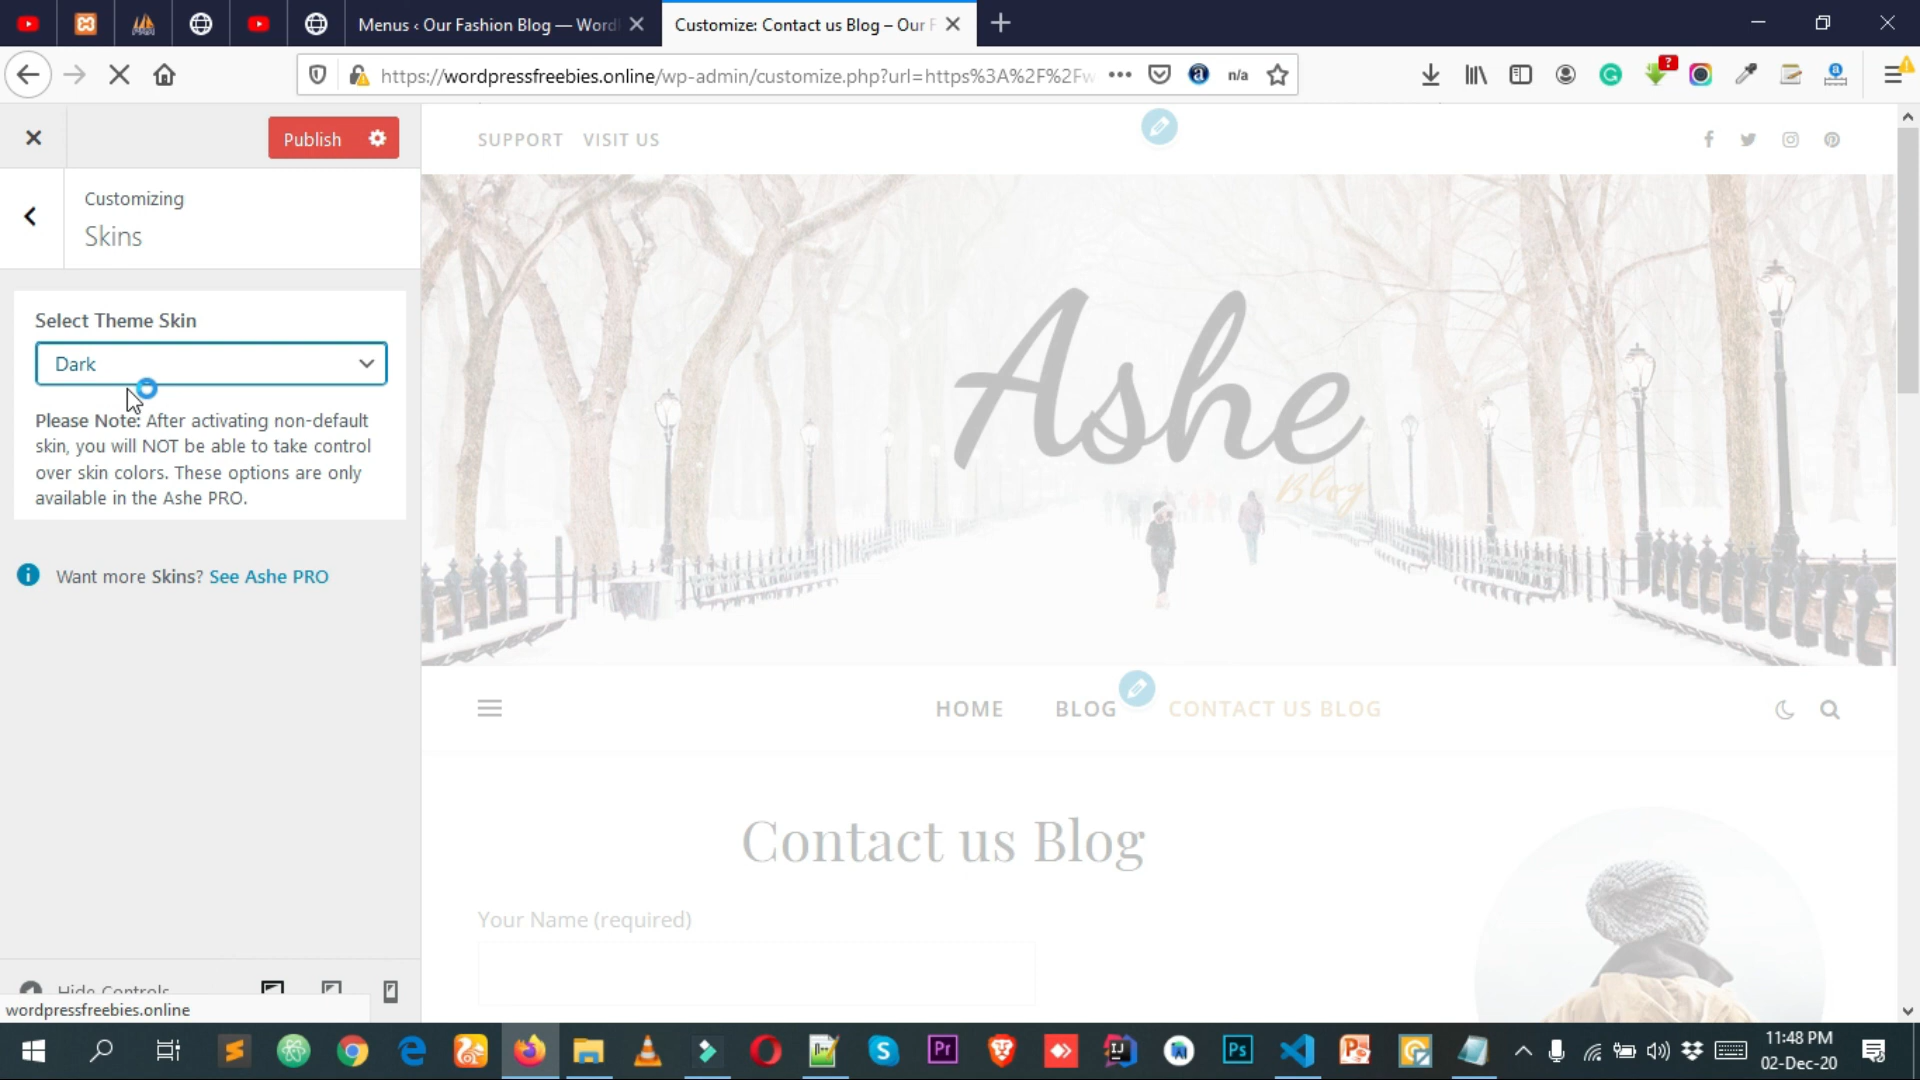 Menus ‹ Our Fashion Blog — Word
Customize: Contact us Blog – Our F
https://wordpressfreebies.online/wp-admin/customize.php?url=https%3A%2F%2Fw
n/a
?
Publish
Customizing
Skins
Select Theme Skin
Dark
Please Note: After activating non-default
skin, you will NOT be able to take control
over skin colors. These options are only
available in the Ashe PRO.
Want more Skins? See Ashe PRO
Hide Controls
wordpressfreebies.online
SUPPORT VISIT US
Ashe
Blog
HOME BLOG CONTACT US BLOG
Contact us Blog
Your Name (required)
11:48 PM
02-Dec-20